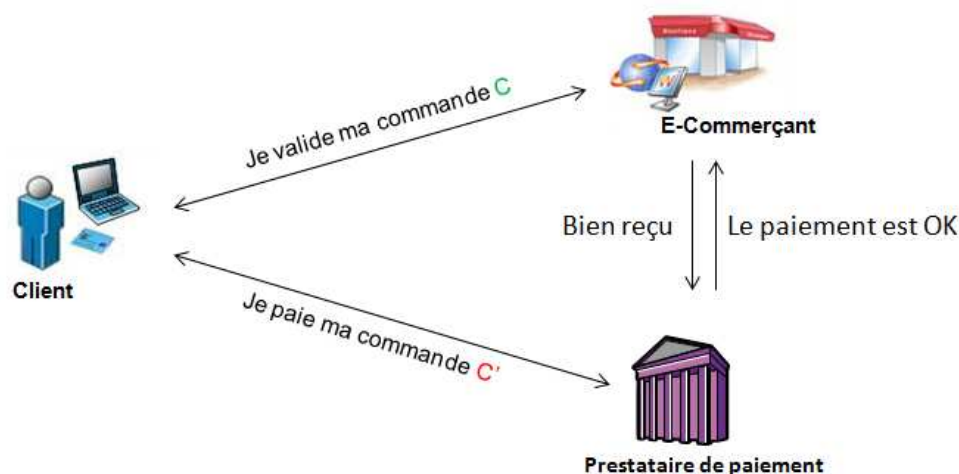 Je valide ma commande C
E-Commerçant
Bien reçu
Le paiement est OK
Client
Je paie ma commande C'
Prestataire de paiement